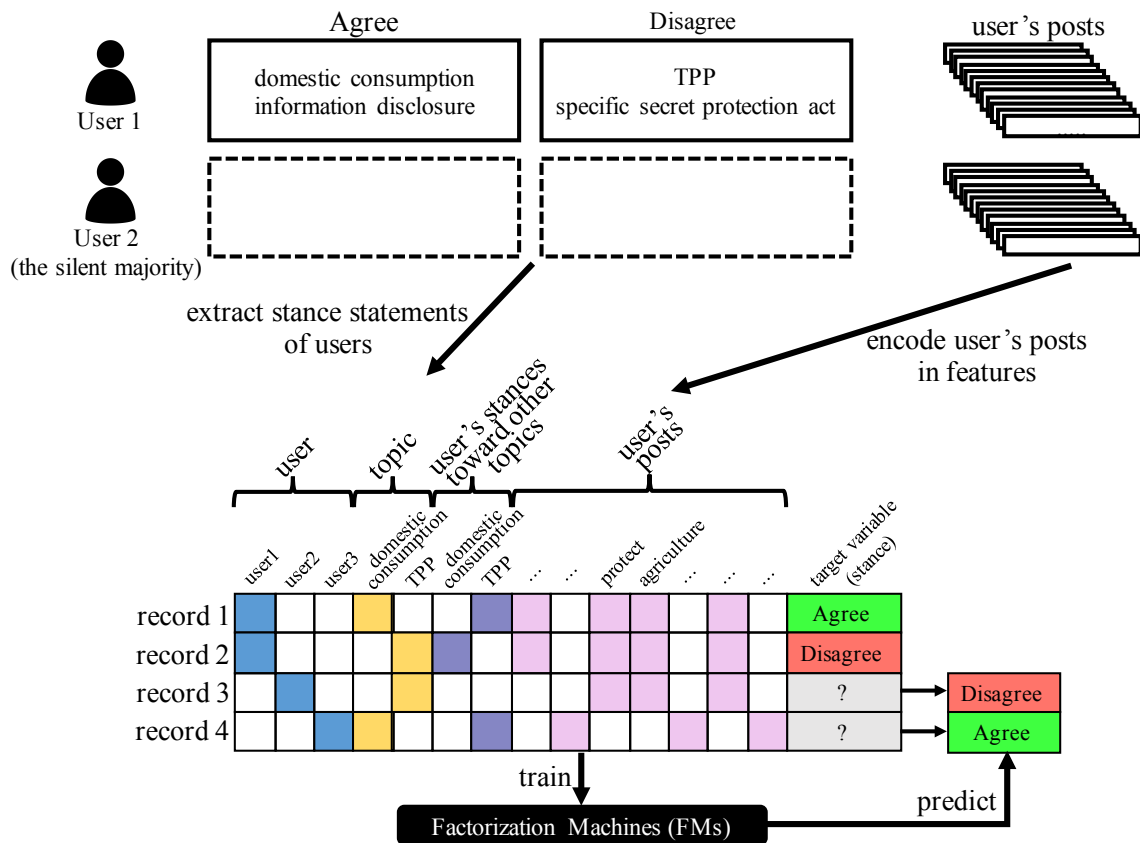 Agree
Disagree
user's posts
domestic consumption
information disclosure
TPP
specific secret protection act
User 1
.....
User 2
(the silent majority)
extract stance statements
of users
encode user's posts
in features
user
topic
user's stances
toward other
topics
user's
posts
user1
user2
user3
domestic
consumption
TPP
domestic
consumption
TPP
...
...
protect
agriculture
...
...
...
target variable
(stance)
record 1
Agree
record 2
Disagree
record 3
?
Disagree
record 4
?
Agree
train
predict
Factorization Machines (FMs)